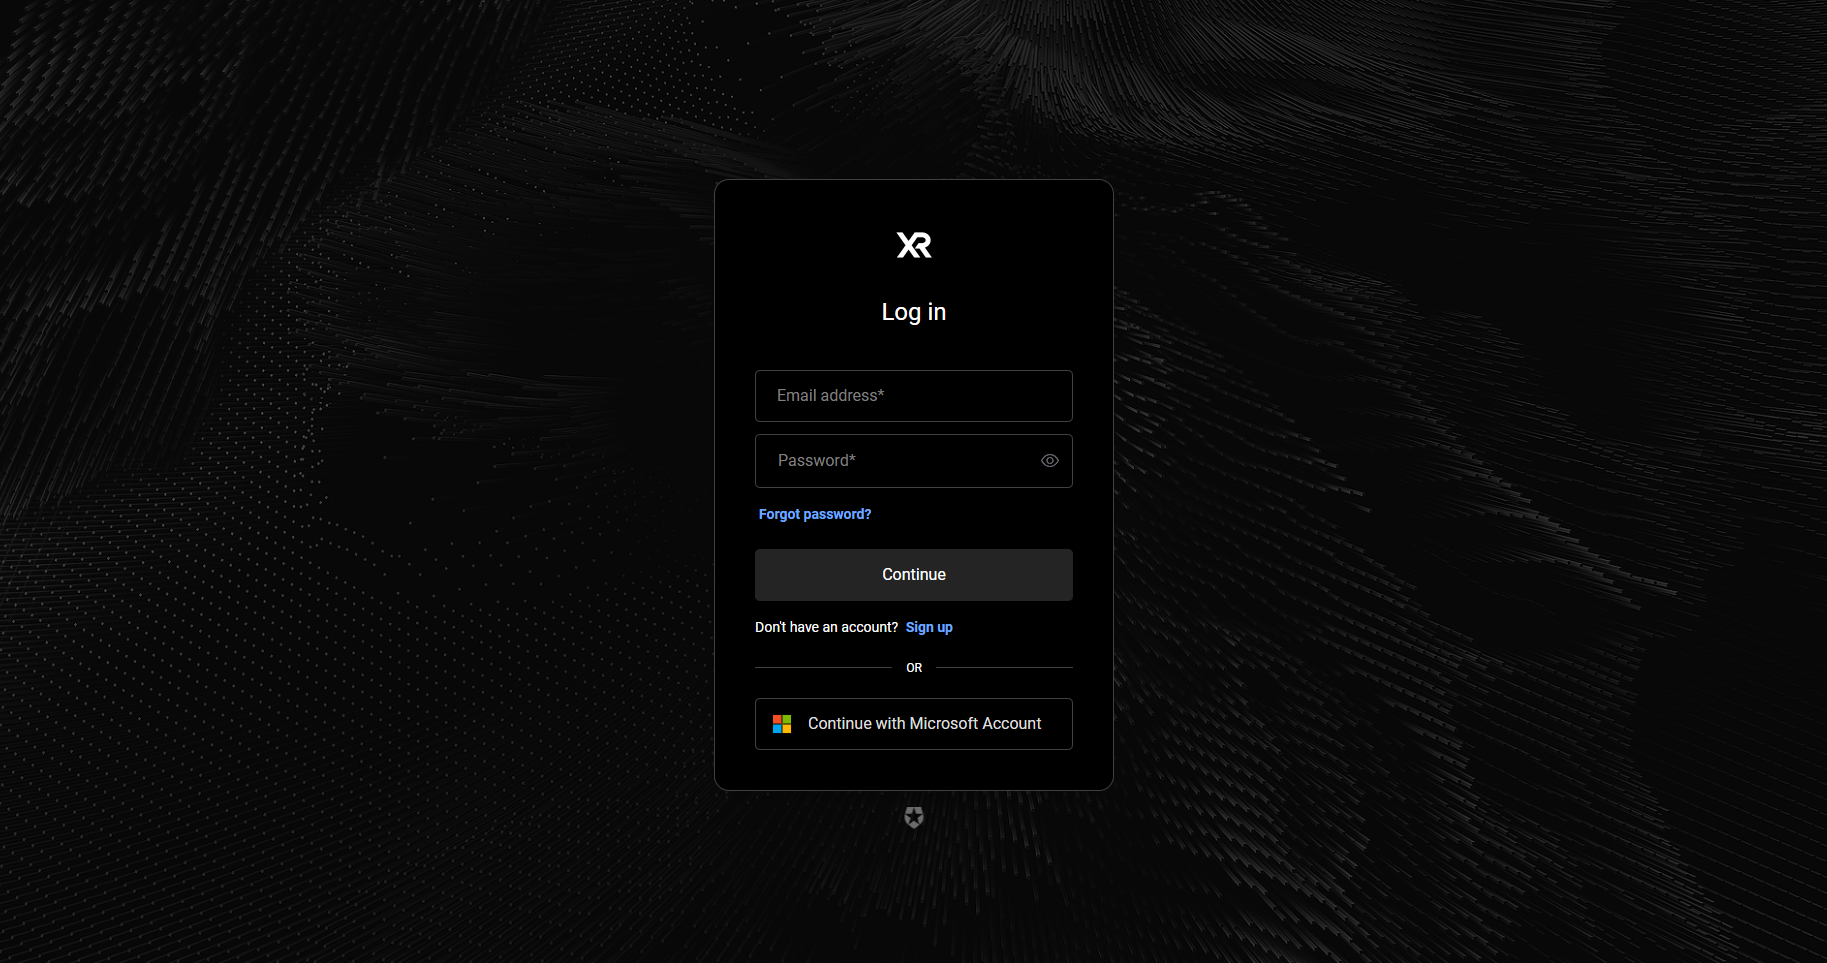 XR
Log in
Email address*
Password*
Forgot password?
Continue
Don't have an account? Sign up
OR
Continue with Microsoft Account